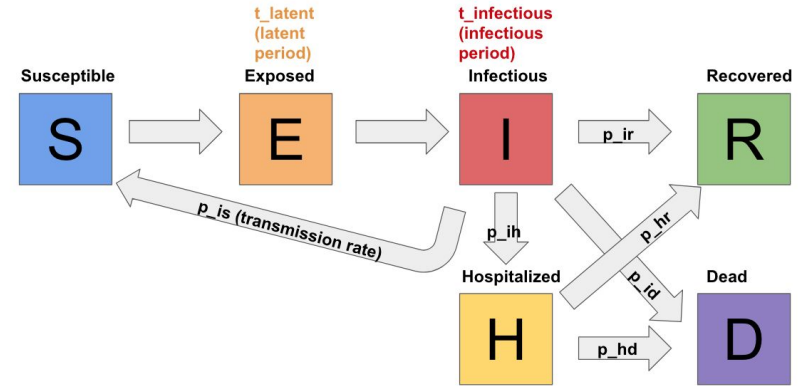 t_latent
(latent
period)
t_infectious
(infectious
period)
Susceptible
Exposed
Infectious
Recovered
S
E
I
R
p_ir
p_is (transmission rate)
p_ih
p_hr
p_id
Hospitalized
Dead
H
D
p_hd